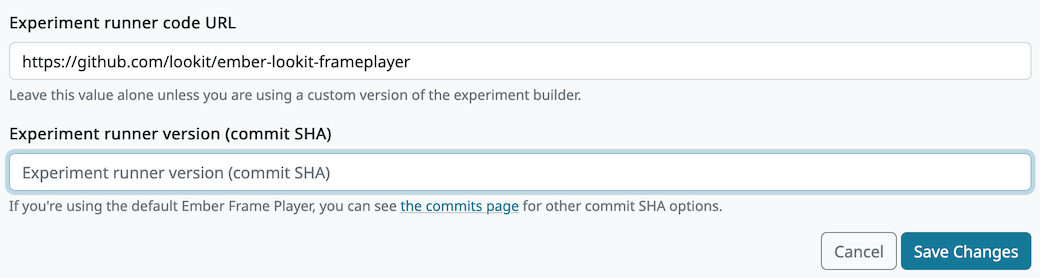 Experiment runner code URL
https://github.com/lookit/ember-lookit-frameplayer
Leave this value alone unless you are using a custom version of the experiment builder.
Experiment runner version (commit SHA)
Experiment runner version (commit SHA)
If you're using the default Ember Frame Player, you can see the commits page for other commit SHA options.
Cancel Save Changes